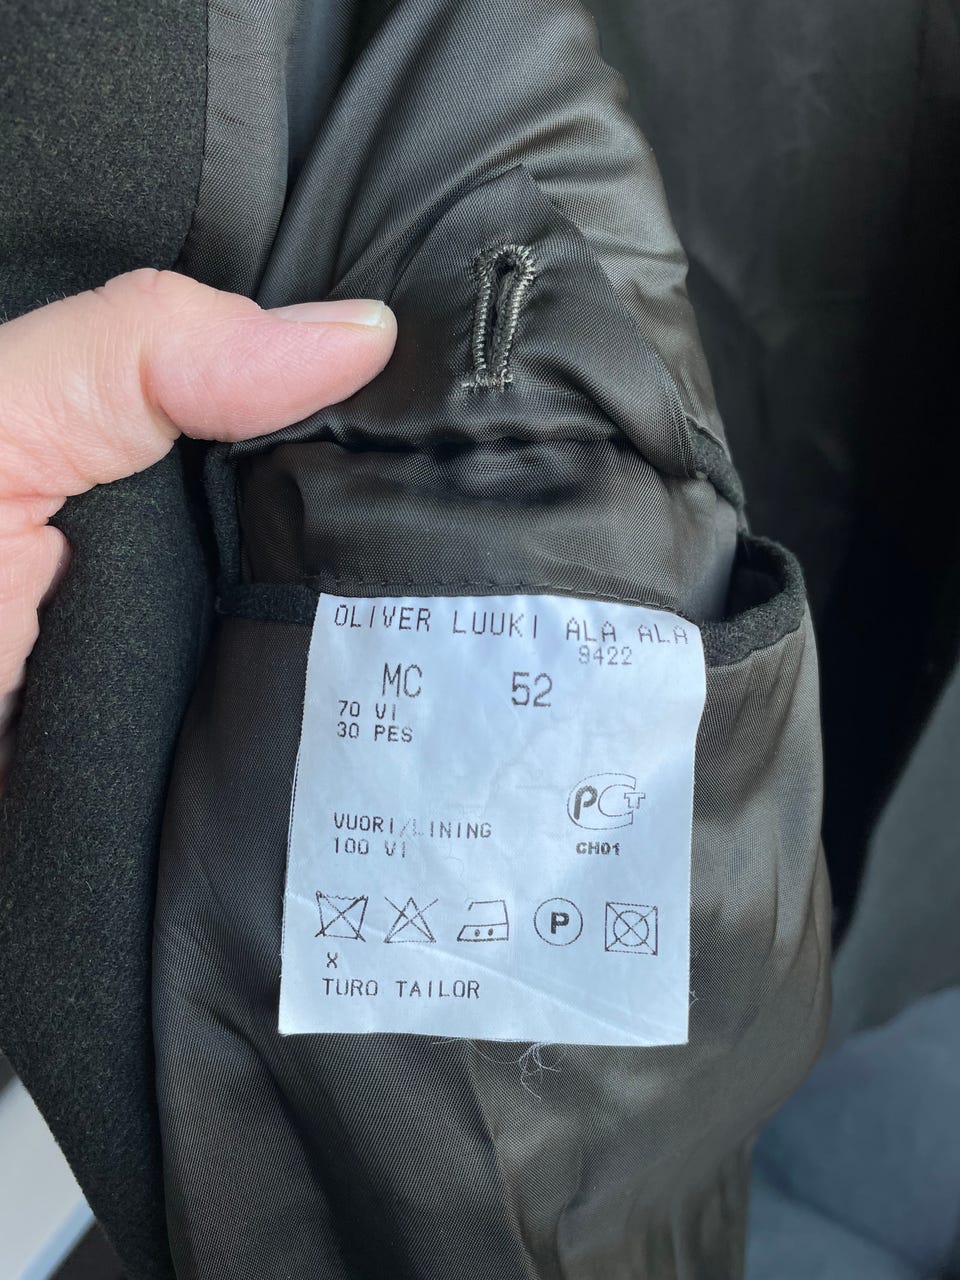 OLIVER LUUKI ALA ALA
9422
MC 52
70 VI
30 PES
VUORI/LINING
100 VI
PCT
CH01
P
X
TURO TAILOR